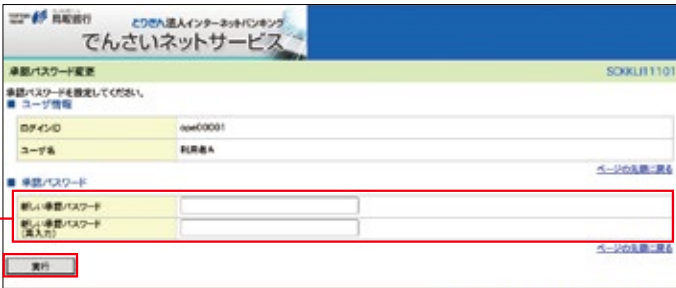 鳥取銀行
とりぎん法人インターネットバンキング
でんさいネットサービス
承認パスワード変更
SCKKLI11101
承認パスワードを設定してください。
■ ユーザ情報
ログインID
ope00001
ユーザ名
利用者A
ページの先頭に戻る
■ 承認パスワード
新しい承認パスワード
新しい承認パスワード
(再入力)
ページの先頭に戻る
実行